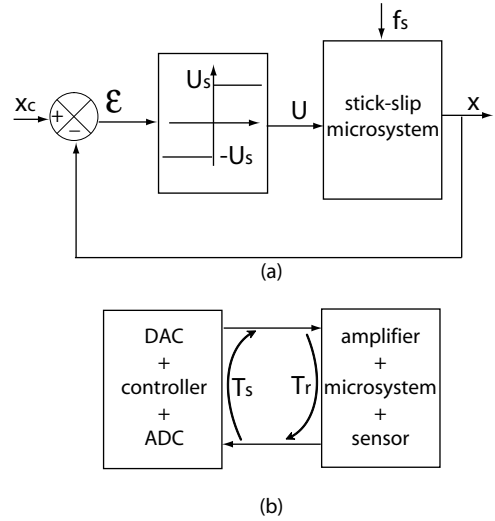 fs
xc
+
−
ε
Us
-Us
U
stick-slip
microsystem
x
(a)
DAC
+
controller
+
ADC
Ts
Tr
amplifier
+
microsystem
+
sensor
(b)